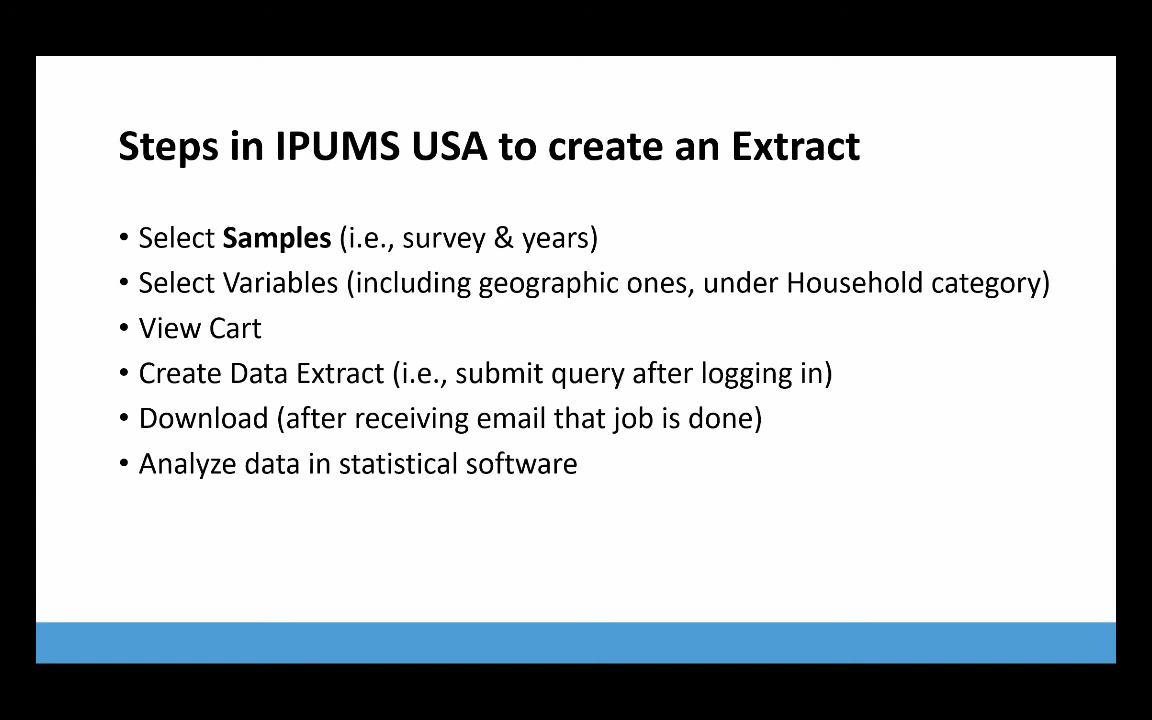 Steps in IPUMS USA to create an Extract
• Select Samples (i.e., survey & years)
• Select Variables (including geographic ones, under Household category)
• View Cart
• Create Data Extract (i.e., submit query after logging in)
• Download (after receiving email that job is done)
• Analyze data in statistical software